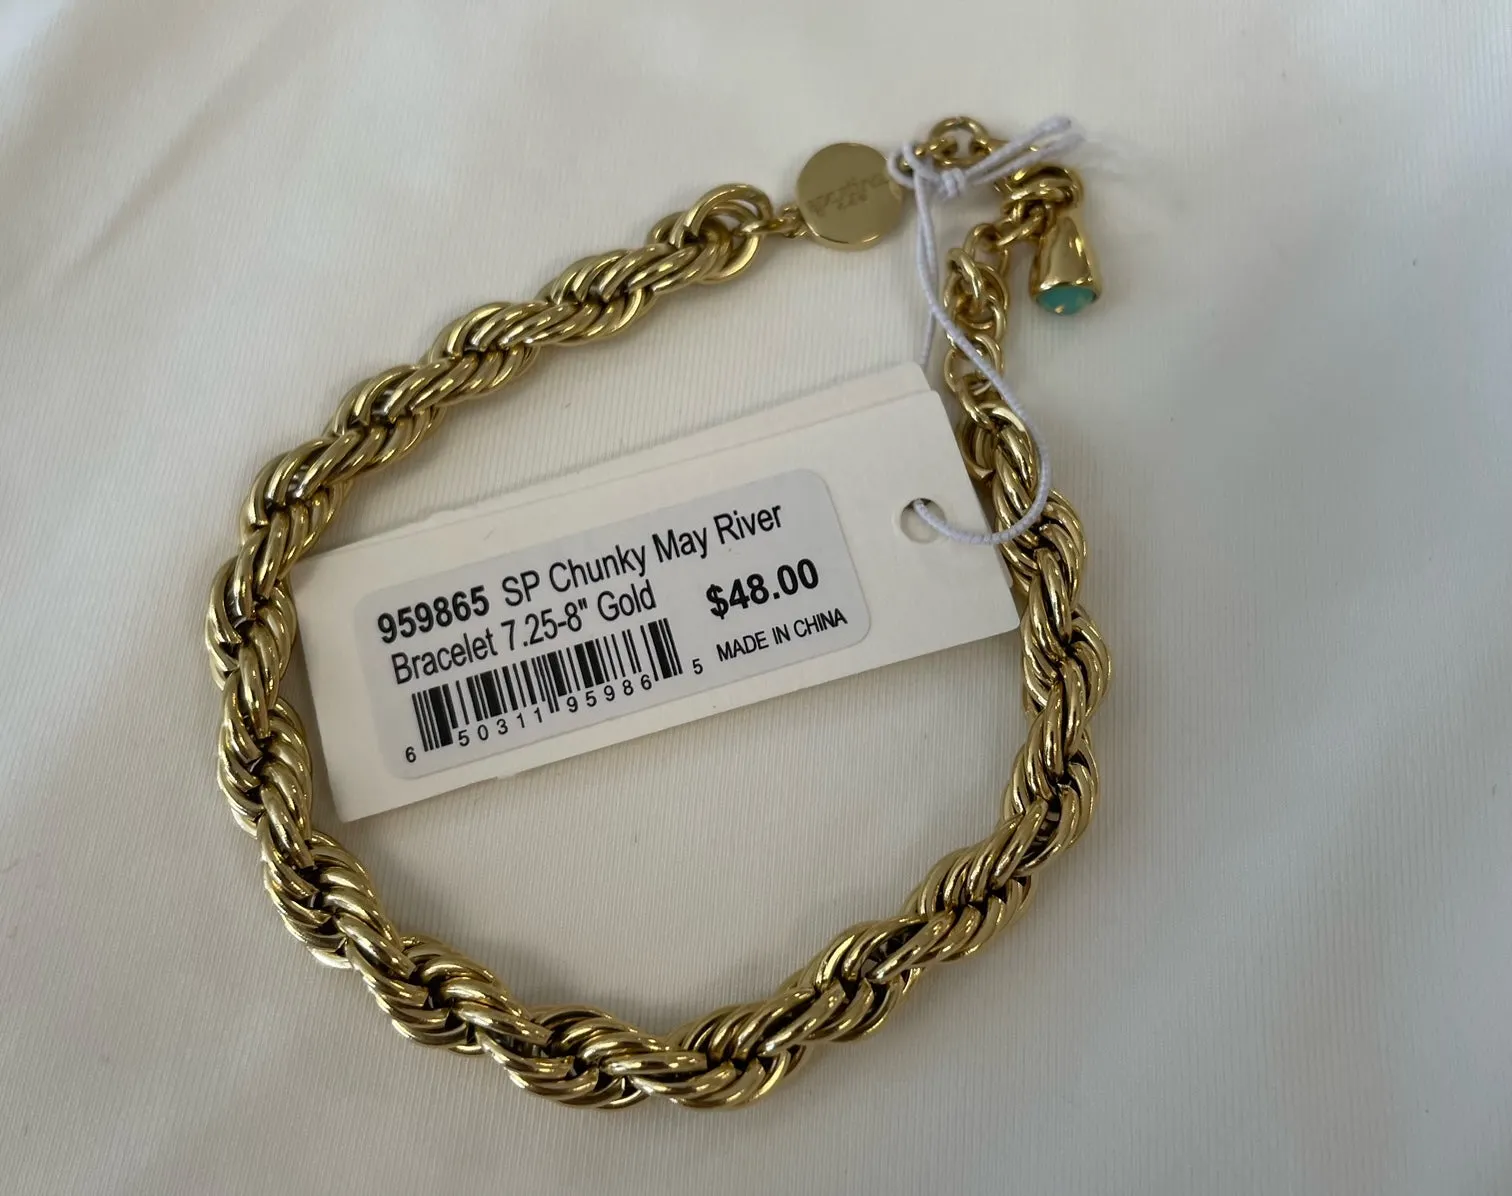 959865 SP Chunky May River
Bracelet 7.25-8" Gold
$48.00
MADE IN CHINA
6 50311 95986 5